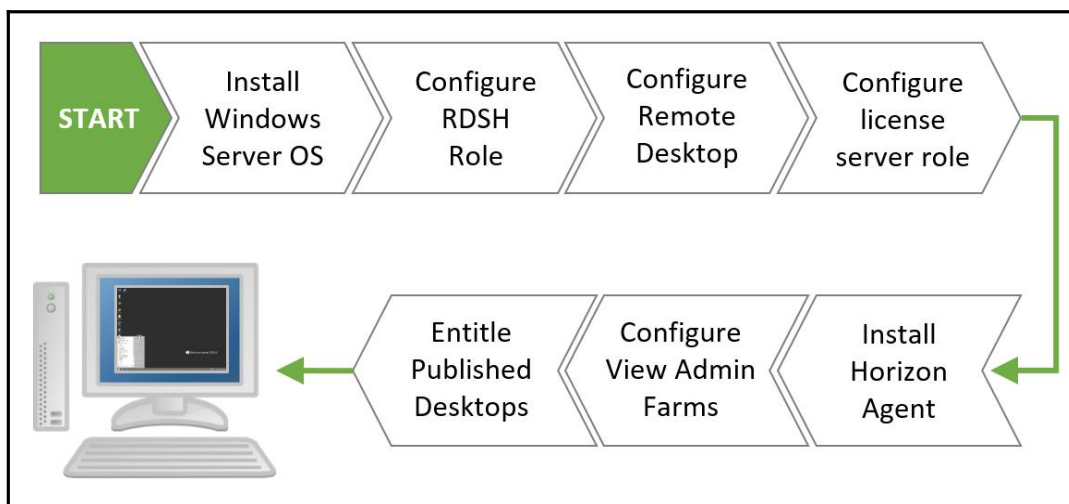 START
Install
Windows
Server OS
Configure
RDSH
Role
Configure
Remote
Desktop
Configure
license
server role
Install
Horizon
Agent
Configure
View Admin
Farms
Entitle
Published
Desktops